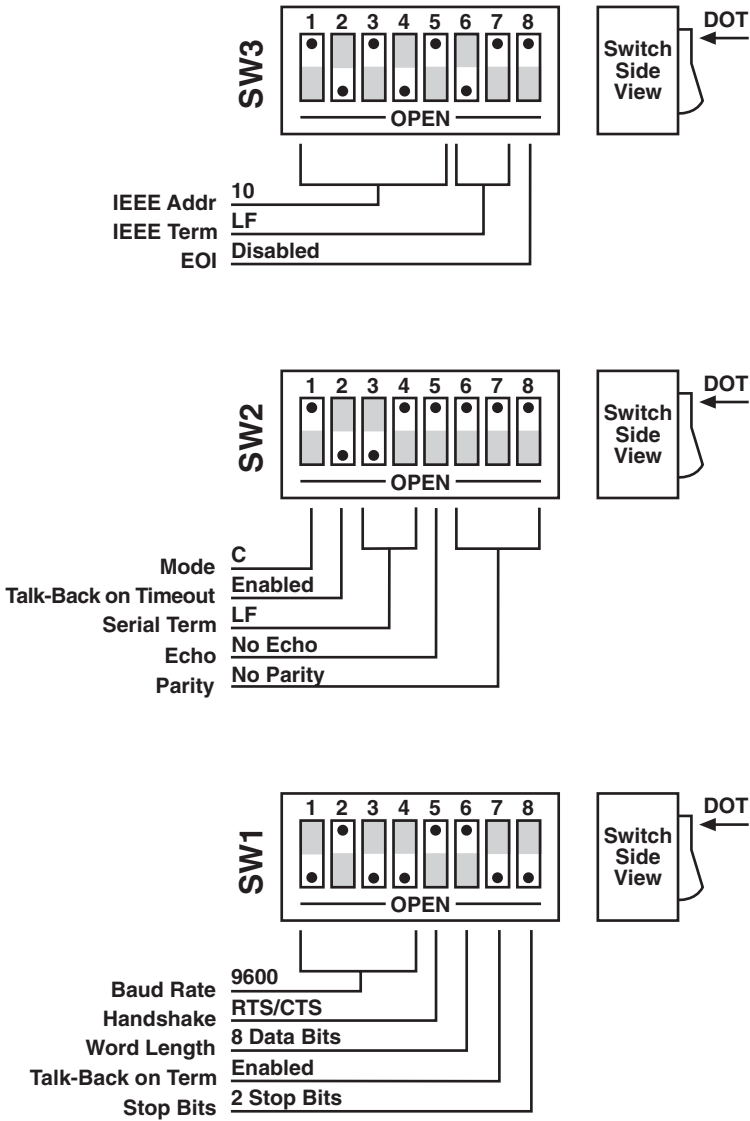 1 2 3 4 5 6 7 8
DOT
SW3
Switch
Side
View
OPEN
IEEE Addr 10
IEEE Term LF
EOI Disabled
1 2 3 4 5 6 7 8
DOT
SW2
Switch
Side
View
OPEN
Mode C
Talk-Back on Timeout Enabled
Serial Term LF
Echo No Echo
Parity No Parity
1 2 3 4 5 6 7 8
DOT
SW1
Switch
Side
View
OPEN
Baud Rate 9600
Handshake RTS/CTS
Word Length 8 Data Bits
Talk-Back on Term Enabled
Stop Bits 2 Stop Bits